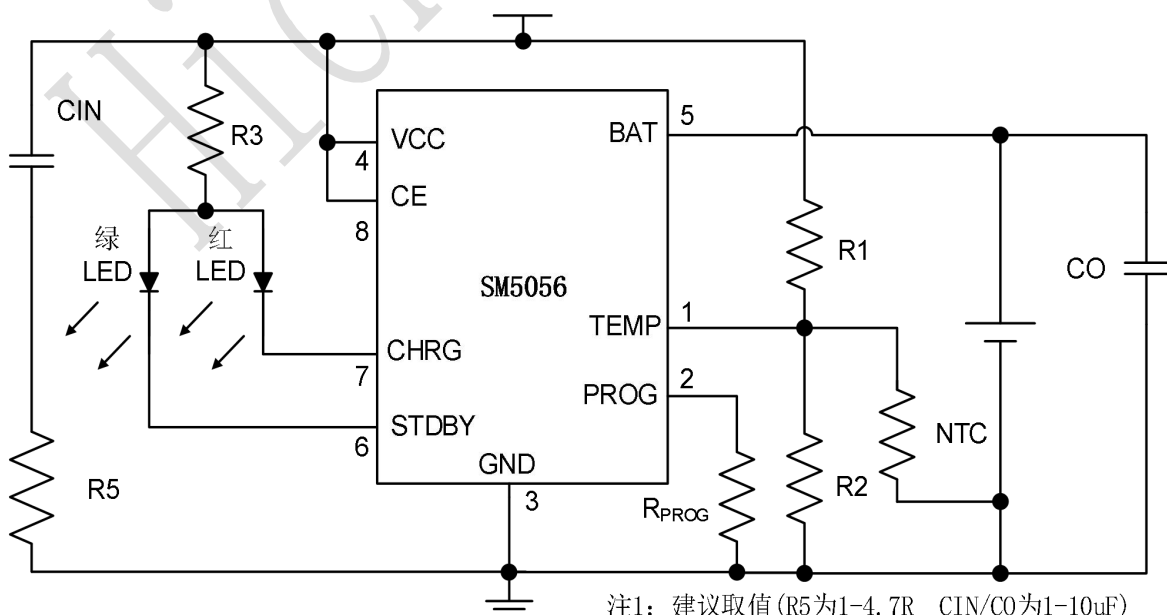 CIN
R3
VCC
4
CE
8
BAT
5
绿
LED
红
LED
SM5056
R1
CO
TEMP
1
CHRG
7
PROG
2
STDBY
6
NTC
GND
3
R5
RPROG
R2
注1: 建议取值(R5为1-4.7R CIN/CO为1-10uF)